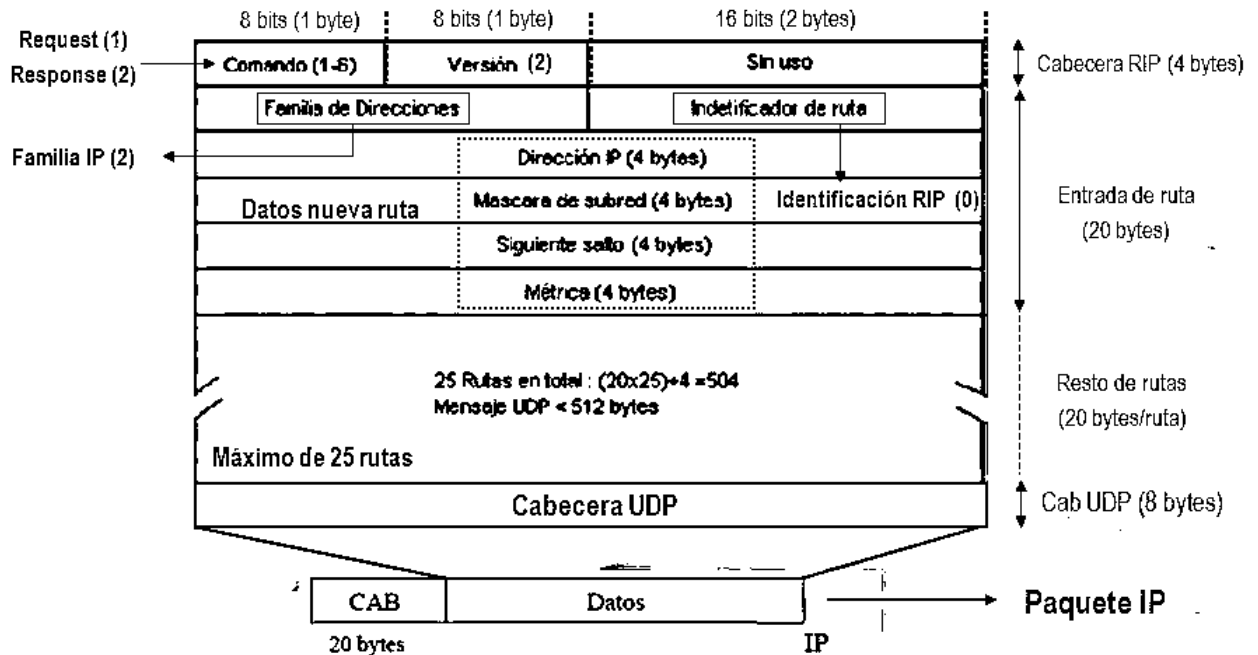 8 bits (1 byte)
8 bits (1 byte)
16 bits (2 bytes)
Request (1)
Response (2)
Comando (1-6)
Versión (2)
Sin uso
Cabecera RIP (4 bytes)
Familia de Direcciones
Indetificador de ruta
Familia IP (2)
Dirección IP (4 bytes)
Datos nueva ruta
Mascara de subred (4 bytes)
Identificación RIP (0)
Entrada de ruta
(20 bytes)
Siguiente salto (4 bytes)
Métrica (4 bytes)
25 Rutas en total : (20x25)+4 =504
Mensaje UDP < 512 bytes
Resto de rutas
(20 bytes/ruta)
Máximo de 25 rutas
Cabecera UDP
Cab UDP (8 bytes)
CAB
Datos
Paquete IP
20 bytes
IP